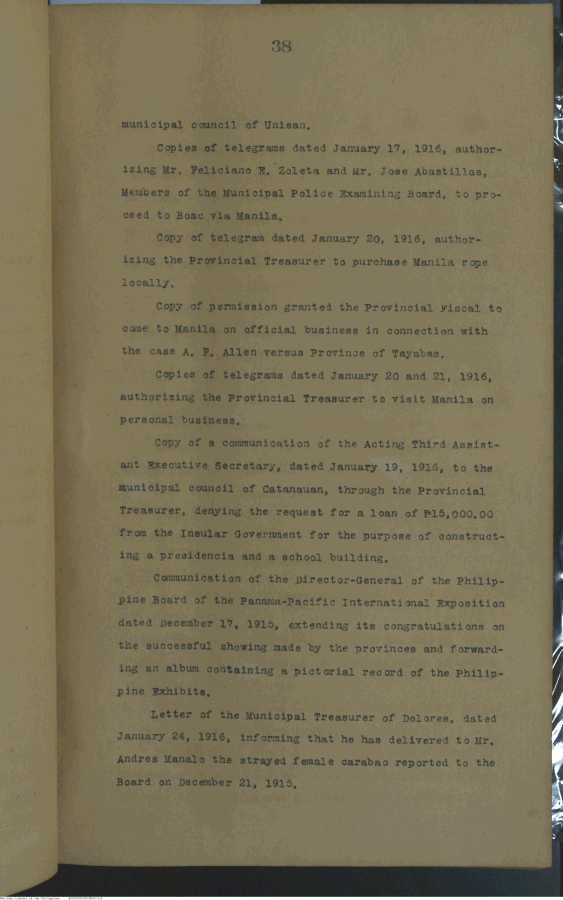 38
municipal council of Unisan.
Copies of telegrams dated January 17, 1916, author-
izing Mr. Feliciano E. Zoleta and Mr. Jose Abastillas,
Members of the Municipal Police Examining Board, to pro-
ceed to Boac via Manila.
Copy of telegram dated January 20, 1916, author-
izing the Provincial Treasurer to purchase Manila rope
locally.
Copy of permission granted the Provincial Fiscal to
come to Manila on official business in connection with
the case A. F. Allen versus Province of Tayabas.
Copies of telegrams dated January 20 and 21, 1916,
authorizing the Provincial Treasurer to visit Manila on
personal business.
Copy of a communication of the Acting Third Assist-
ant Executive Secretary, dated January 19, 1916, to the
municipal council of Catanauan, through the Provincial
Treasurer, denying the request for a loan of ₱15,000.00
from the Insular Government for the purpose of construct-
ing a presidencia and a school building.
Communication of the Director-General of the Philip-
pine Board of the Panama-Pacific International Exposition
dated December 17, 1915, extending its congratulations on
the successful showing made by the provinces and forward-
ing an album containing a pictorial record of the Philip-
pine Exhibits.
Letter of the Municipal Treasurer of Dolores, dated
January 24, 1916, informing that he has delivered to Mr.
Andres Manalo the strayed female carabao reported to the
Board on December 21, 1915.